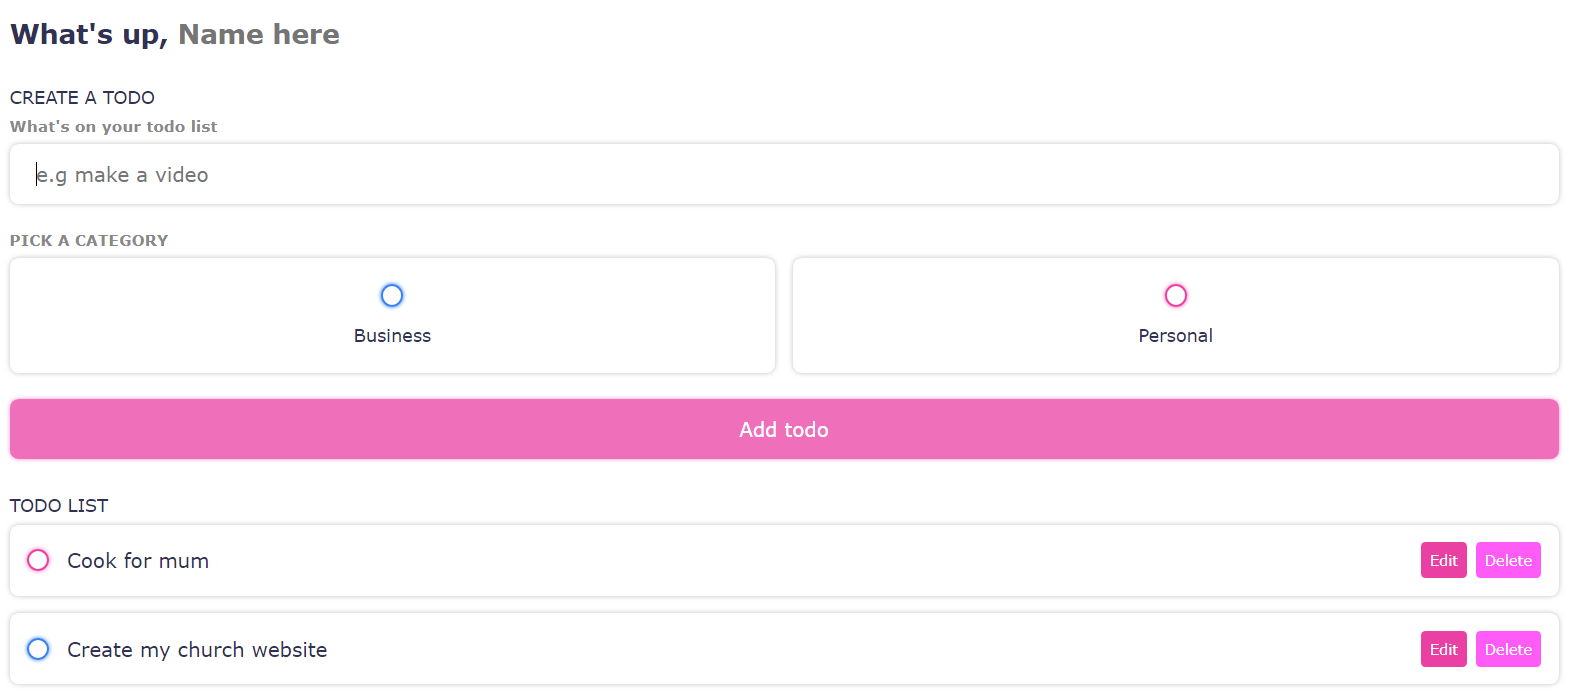 What's up, Name here
CREATE A TODO
What's on your todo list
e.g make a video
PICK A CATEGORY
Business
Personal
Add todo
TODO LIST
Cook for mum
Edit Delete
Create my church website
Edit Delete